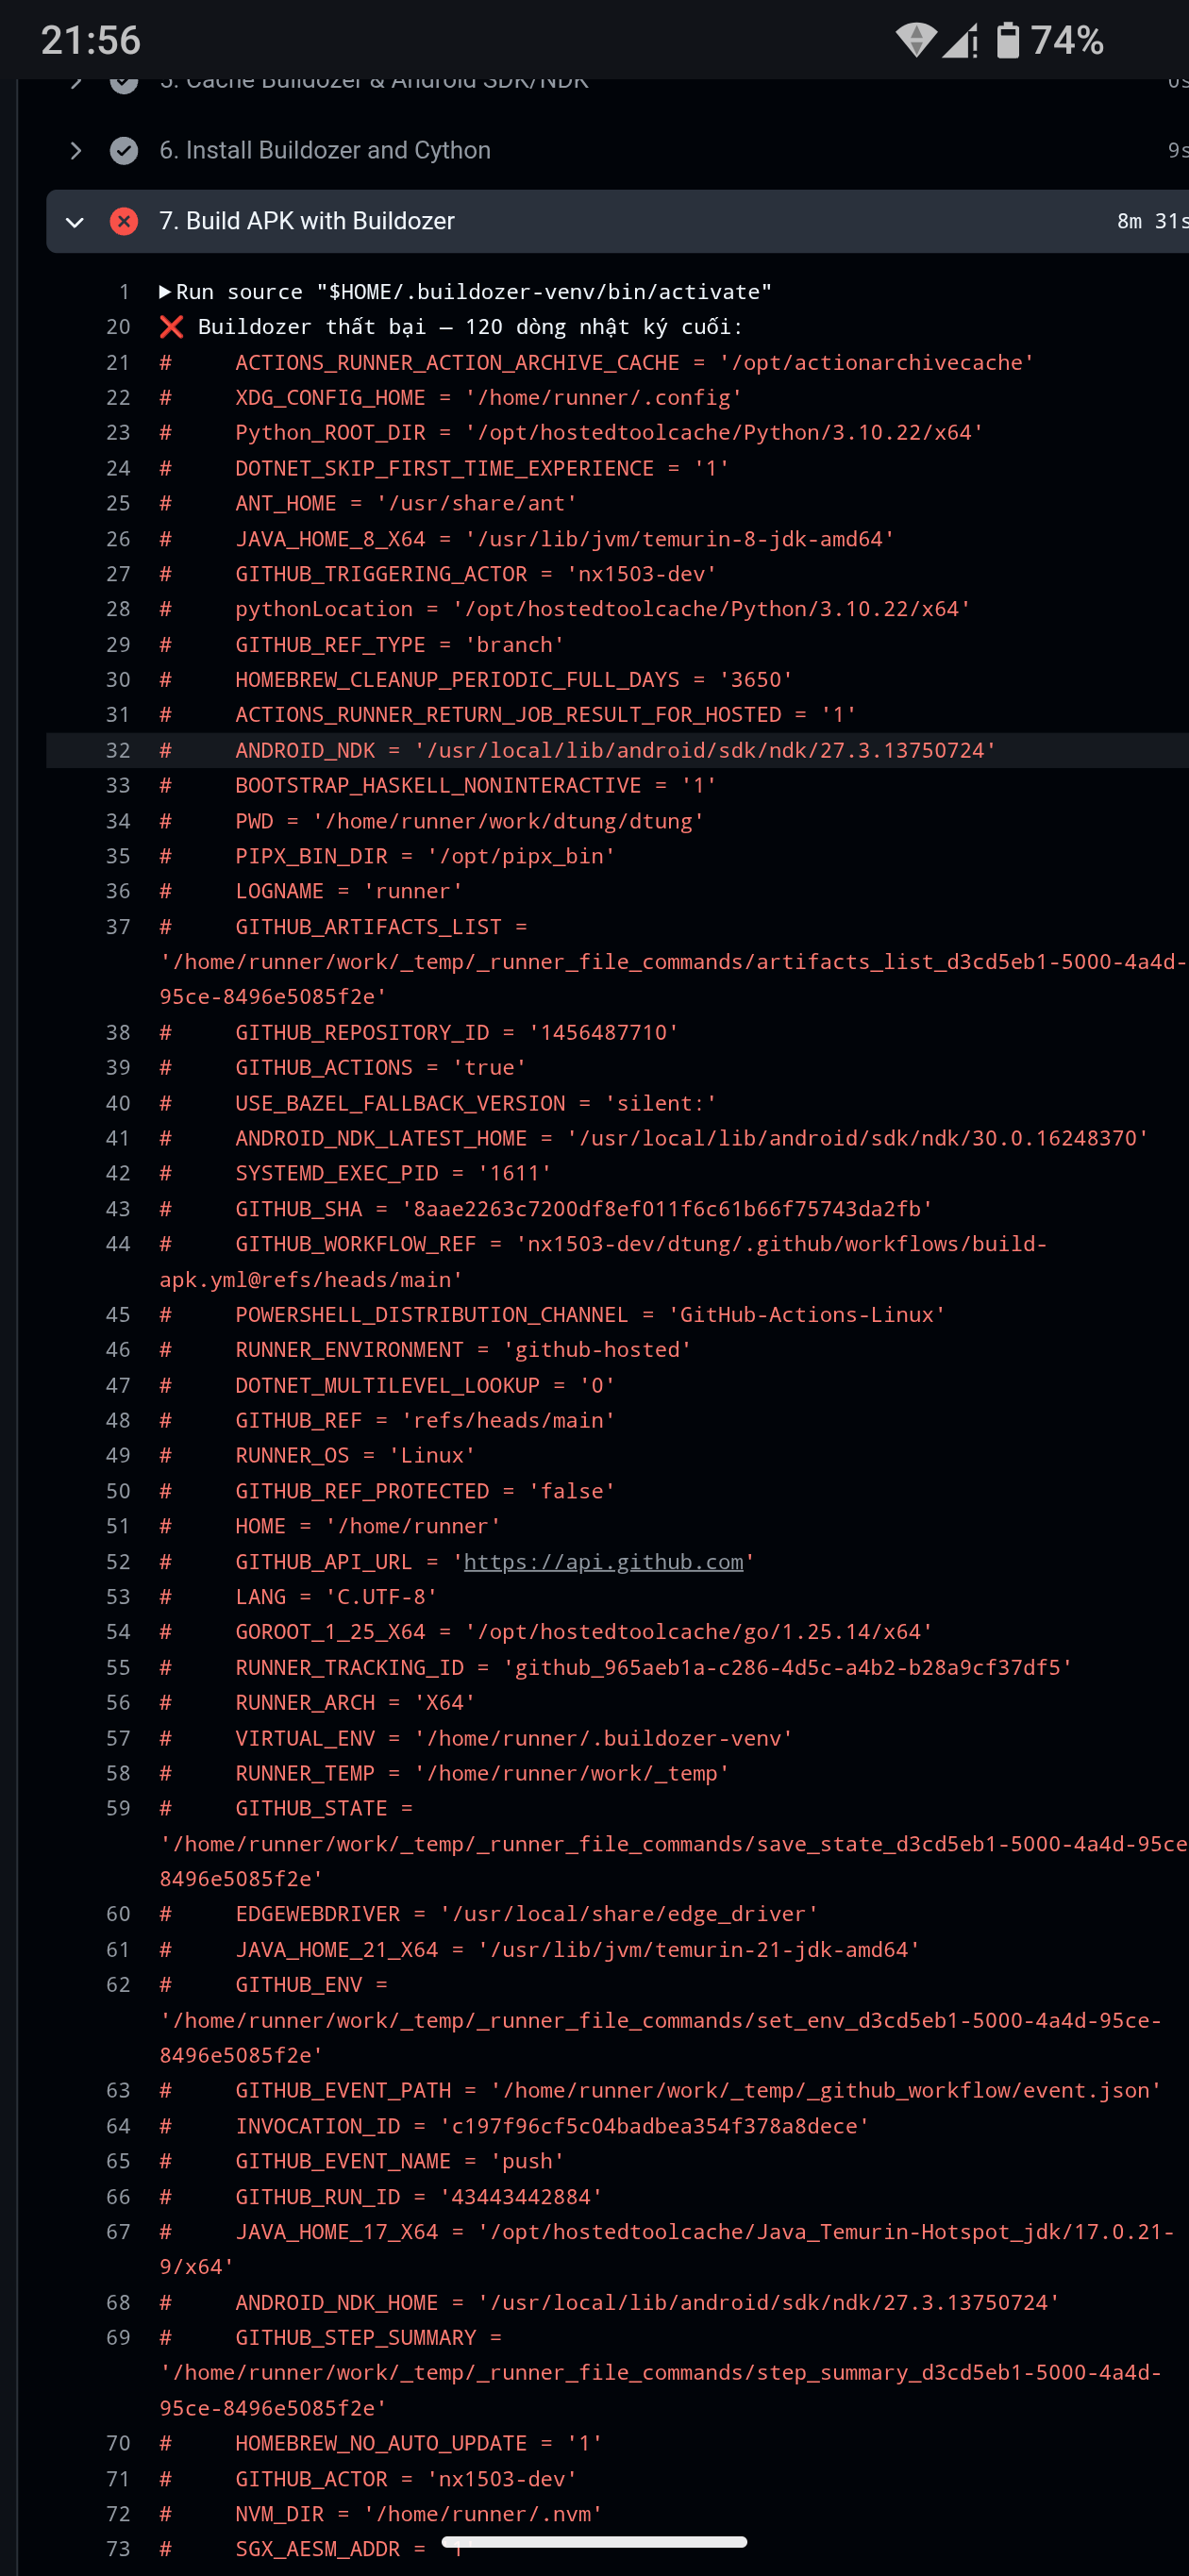 21:56
74%
5. Cache Buildozer & Android SDK/NDK
0s
6. Install Buildozer and Cython
9s
7. Build APK with Buildozer
8m 31s
1 Run source "$HOME/.buildozer-venv/bin/activate"
20 ❌ Buildozer thất bại — 120 dòng nhật ký cuối:
21 # ACTIONS_RUNNER_ACTION_ARCHIVE_CACHE = '/opt/actionarchivecache'
22 # XDG_CONFIG_HOME = '/home/runner/.config'
23 # Python_ROOT_DIR = '/opt/hostedtoolcache/Python/3.10.22/x64'
24 # DOTNET_SKIP_FIRST_TIME_EXPERIENCE = '1'
25 # ANT_HOME = '/usr/share/ant'
26 # JAVA_HOME_8_X64 = '/usr/lib/jvm/temurin-8-jdk-amd64'
27 # GITHUB_TRIGGERING_ACTOR = 'nx1503-dev'
28 # pythonLocation = '/opt/hostedtoolcache/Python/3.10.22/x64'
29 # GITHUB_REF_TYPE = 'branch'
30 # HOMEBREW_CLEANUP_PERIODIC_FULL_DAYS = '3650'
31 # ACTIONS_RUNNER_RETURN_JOB_RESULT_FOR_HOSTED = '1'
32 # ANDROID_NDK = '/usr/local/lib/android/sdk/ndk/27.3.13750724'
33 # BOOTSTRAP_HASKELL_NONINTERACTIVE = '1'
34 # PWD = '/home/runner/work/dtung/dtung'
35 # PIPX_BIN_DIR = '/opt/pipx_bin'
36 # LOGNAME = 'runner'
37 # GITHUB_ARTIFACTS_LIST =
'/home/runner/work/_temp/_runner_file_commands/artifacts_list_d3cd5eb1-5000-4a4d-
95ce-8496e5085f2e'
38 # GITHUB_REPOSITORY_ID = '1456487710'
39 # GITHUB_ACTIONS = 'true'
40 # USE_BAZEL_FALLBACK_VERSION = 'silent:'
41 # ANDROID_NDK_LATEST_HOME = '/usr/local/lib/android/sdk/ndk/30.0.16248370'
42 # SYSTEMD_EXEC_PID = '1611'
43 # GITHUB_SHA = '8aae2263c7200df8ef011f6c61b66f75743da2fb'
44 # GITHUB_WORKFLOW_REF = 'nx1503-dev/dtung/.github/workflows/build-
apk.yml@refs/heads/main'
45 # POWERSHELL_DISTRIBUTION_CHANNEL = 'GitHub-Actions-Linux'
46 # RUNNER_ENVIRONMENT = 'github-hosted'
47 # DOTNET_MULTILEVEL_LOOKUP = '0'
48 # GITHUB_REF = 'refs/heads/main'
49 # RUNNER_OS = 'Linux'
50 # GITHUB_REF_PROTECTED = 'false'
51 # HOME = '/home/runner'
52 # GITHUB_API_URL = 'https://api.github.com'
53 # LANG = 'C.UTF-8'
54 # GOROOT_1_25_X64 = '/opt/hostedtoolcache/go/1.25.14/x64'
55 # RUNNER_TRACKING_ID = 'github_965aeb1a-c286-4d5c-a4b2-b28a9cf37df5'
56 # RUNNER_ARCH = 'X64'
57 # VIRTUAL_ENV = '/home/runner/.buildozer-venv'
58 # RUNNER_TEMP = '/home/runner/work/_temp'
59 # GITHUB_STATE =
'/home/runner/work/_temp/_runner_file_commands/save_state_d3cd5eb1-5000-4a4d-95ce
8496e5085f2e'
60 # EDGEWEBDRIVER = '/usr/local/share/edge_driver'
61 # JAVA_HOME_21_X64 = '/usr/lib/jvm/temurin-21-jdk-amd64'
62 # GITHUB_ENV =
'/home/runner/work/_temp/_runner_file_commands/set_env_d3cd5eb1-5000-4a4d-95ce-
8496e5085f2e'
63 # GITHUB_EVENT_PATH = '/home/runner/work/_temp/_github_workflow/event.json'
64 # INVOCATION_ID = 'c197f96cf5c04badbea354f378a8dece'
65 # GITHUB_EVENT_NAME = 'push'
66 # GITHUB_RUN_ID = '43443442884'
67 # JAVA_HOME_17_X64 = '/opt/hostedtoolcache/Java_Temurin-Hotspot_jdk/17.0.21-
9/x64'
68 # ANDROID_NDK_HOME = '/usr/local/lib/android/sdk/ndk/27.3.13750724'
69 # GITHUB_STEP_SUMMARY =
'/home/runner/work/_temp/_runner_file_commands/step_summary_d3cd5eb1-5000-4a4d-
95ce-8496e5085f2e'
70 # HOMEBREW_NO_AUTO_UPDATE = '1'
71 # GITHUB_ACTOR = 'nx1503-dev'
72 # NVM_DIR = '/home/runner/.nvm'
73 # SGX_AESM_ADDR = '1'